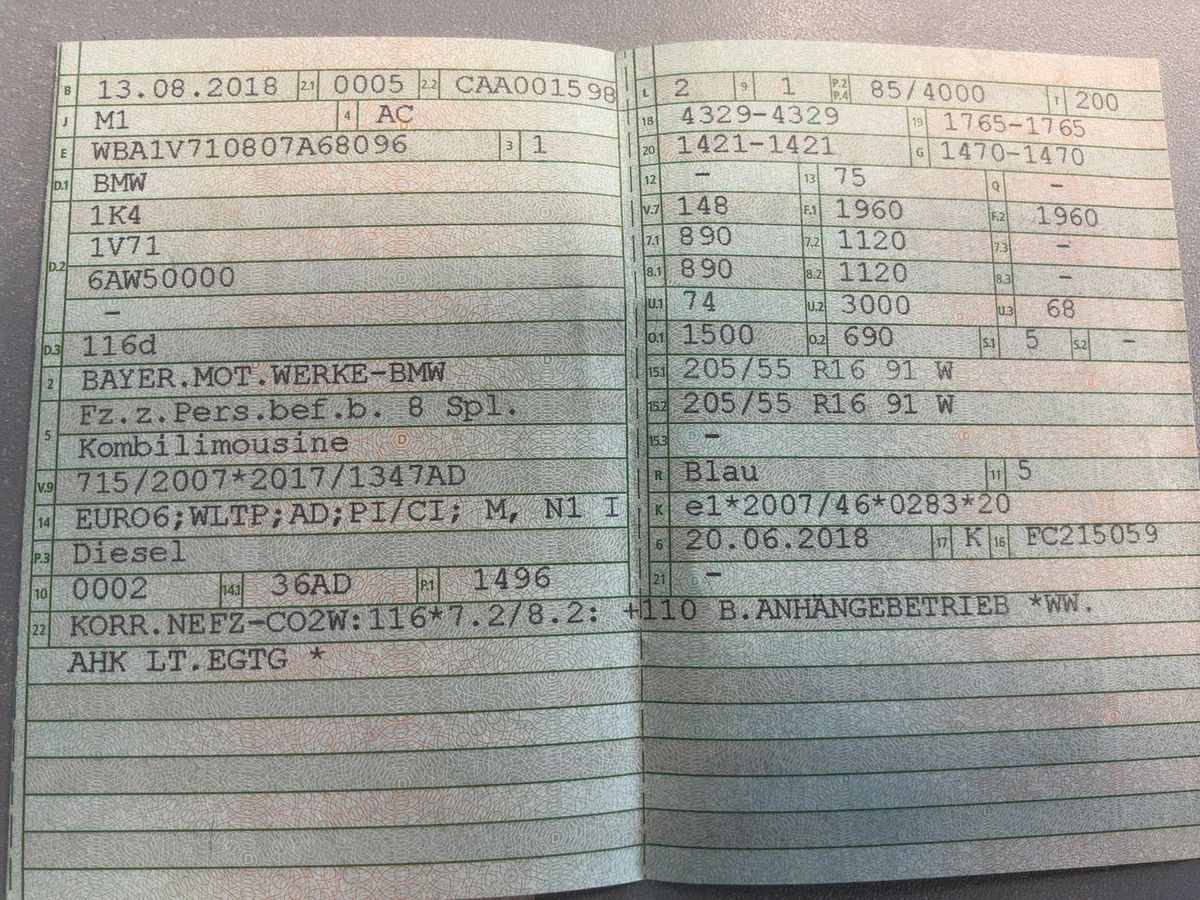 B 13.08.2018 2.1 0005 2.2 CAA001598
J M1 4 AC
E WBA1V710807A68096 3 1
D.1 BMW
D.2 1K4
1V71
6AW50000
–
D.3 116d
2 BAYER.MOT.WERKE-BMW
5 Fz.z.Pers.bef.b. 8 Spl.
Kombilimousine
V.9 715/2007*2017/1347AD
14 EURO6;WLTP;AD;PI/CI; M, N1 I
P.3 Diesel
10 0002 14.1 36AD P.1 1496
L 2 9 1 P.2 P.4 85/4000 T 200
18 4329-4329 19 1765-1765
20 1421-1421 G 1470-1470
12 – 13 75 Q –
V.7 148 F.1 1960 F.2 1960
7.1 890 7.2 1120 7.3 –
8.1 890 8.2 1120 8.3 –
U.1 74 U.2 3000 U.3 68
O.1 1500 O.2 690 S.1 5 S.2 –
15.1 205/55 R16 91 W
15.2 205/55 R16 91 W
15.3 –
R Blau 11 5
K e1*2007/46*0283*20
6 20.06.2018 17 K 16 FC215059
21 –
22 KORR.NEFZ-CO2W:116*7.2/8.2: +110 B.ANHÄNGEBETRIEB *WW.
AHK LT.EGTG *